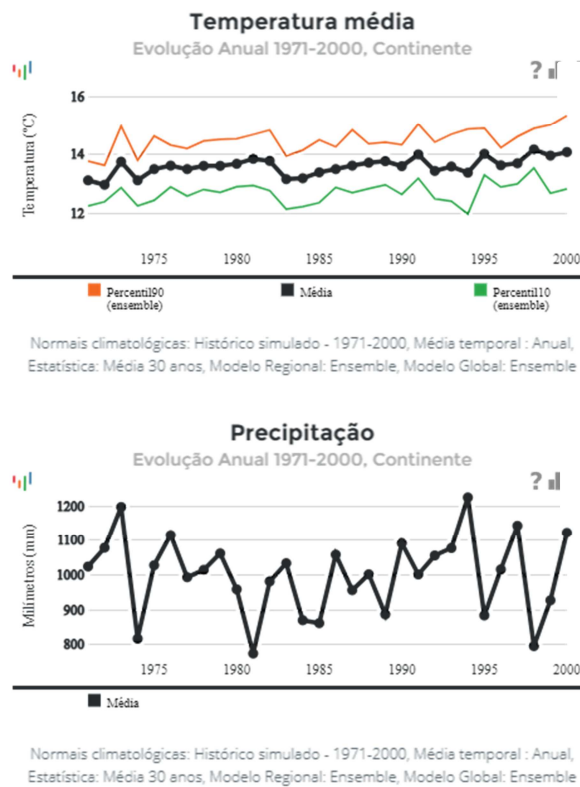 Temperatura média
Evolução Anual 1971-2000, Continente
?
Temperatura (°C)
16
14
12
1975 1980 1985 1990 1995 2000
Percentil90 (ensemble) Média Percentil10 (ensemble)
Normais climatológicas: Histórico simulado - 1971-2000, Média temporal : Anual,
Estatística: Média 30 anos, Modelo Regional: Ensemble, Modelo Global: Ensemble
Precipitação
Evolução Anual 1971-2000, Continente
?
Milímetros (mm)
1200
1100
1000
900
800
1975 1980 1985 1990 1995 2000
Média
Normais climatológicas: Histórico simulado - 1971-2000, Média temporal : Anual,
Estatística: Média 30 anos, Modelo Regional: Ensemble, Modelo Global: Ensemble